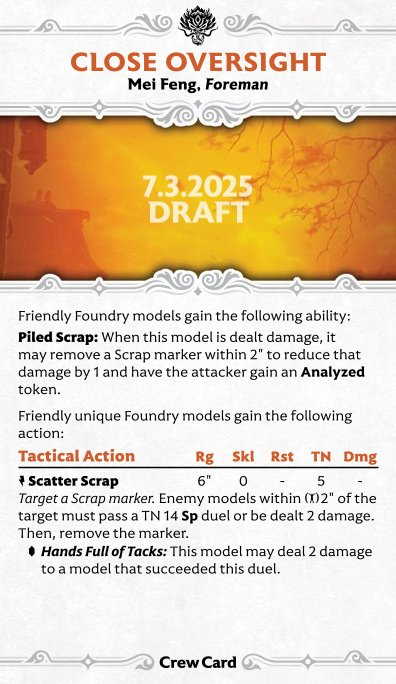 CLOSE OVERSIGHT
Mei Feng, Foreman
7.3.2025
DRAFT
Friendly Foundry models gain the following ability:
Piled Scrap: When this model is dealt damage, it
may remove a Scrap marker within 2" to reduce that
damage by 1 and have the attacker gain an Analyzed
token.
Friendly unique Foundry models gain the following
action:
Tactical Action Rg Skl Rst TN Dmg
Scatter Scrap 6" 0 - 5 -
Target a Scrap marker. Enemy models within 2" of the
target must pass a TN 14 Sp duel or be dealt 2 damage.
Then, remove the marker.
Hands Full of Tacks: This model may deal 2 damage
to a model that succeeded this duel.
Crew Card